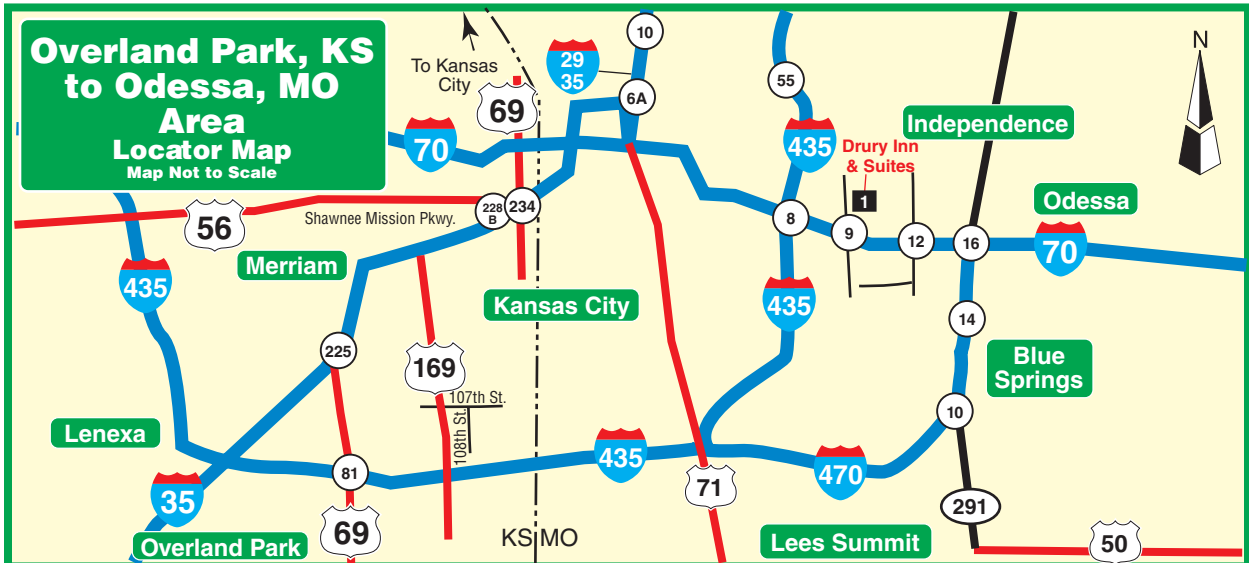 Overland Park, KS
to Odessa, MO
Area
Locator Map
Map Not to Scale
To Kansas
City
69
29
35
10
6A
55
435
70
Independence
Drury Inn
& Suites
1
N
56
Shawnee Mission Pkwy.
228
B
234
8
9
12
16
Odessa
70
Merriam
435
Kansas City
435
14
225
169
Blue
Springs
107th St.
108th St.
10
Lenexa
81
435
470
35
71
291
69
Overland Park
KS
MO
Lees Summit
50